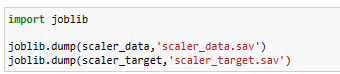 import joblib
joblib.dump(scaler_data,'scaler_data.sav')
joblib.dump(scaler_target,'scaler_target.sav')